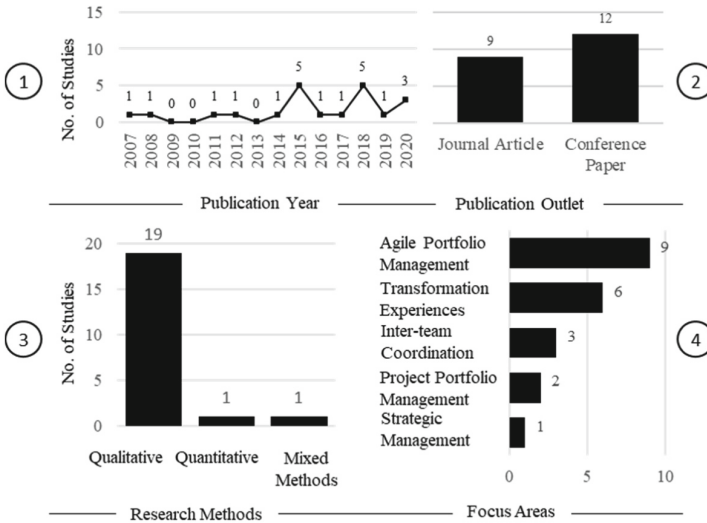 15
10
5
0
No. of Studies
1 1 0 0 1 1 0 1 5 1 1 5 1 3
2007 2008 2009 2010 2011 2012 2013 2014 2015 2016 2017 2018 2019 2020
Publication Year
1
9
12
Journal Article
Conference
Paper
Publication Outlet
2
20
15
10
5
0
No. of Studies
19
1
1
Qualitative
Quantitative
Mixed
Methods
Research Methods
3
Agile Portfolio
Management
9
Transformation
Experiences
6
Inter-team
Coordination
3
Project Portfolio
Management
2
Strategic
Management
1
0 5 10
Focus Areas
4